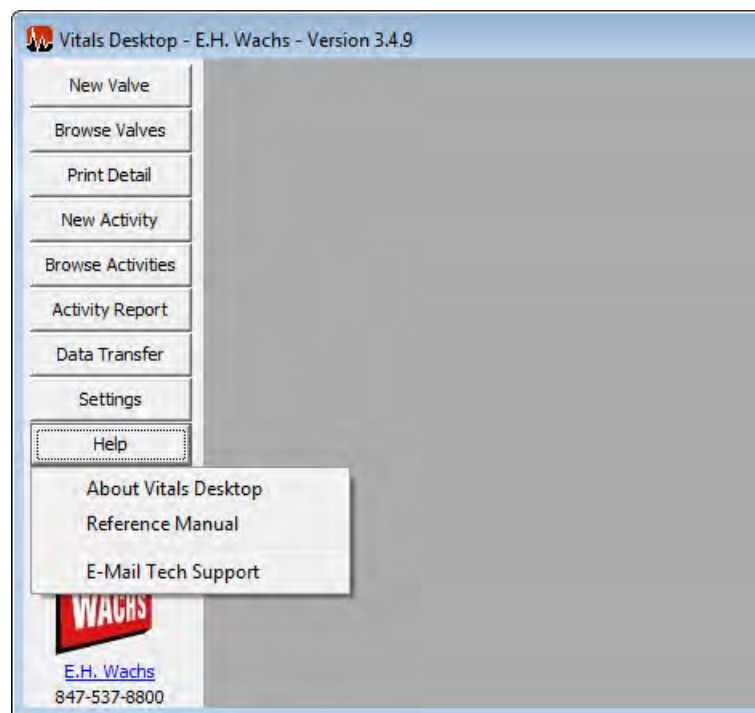 Vitals Desktop - E.H. Wachs - Version 3.4.9
New Valve
Browse Valves
Print Detail
New Activity
Browse Activities
Activity Report
Data Transfer
Settings
Help
About Vitals Desktop
Reference Manual
E-Mail Tech Support
WACHS
E.H. Wachs
847-537-8800